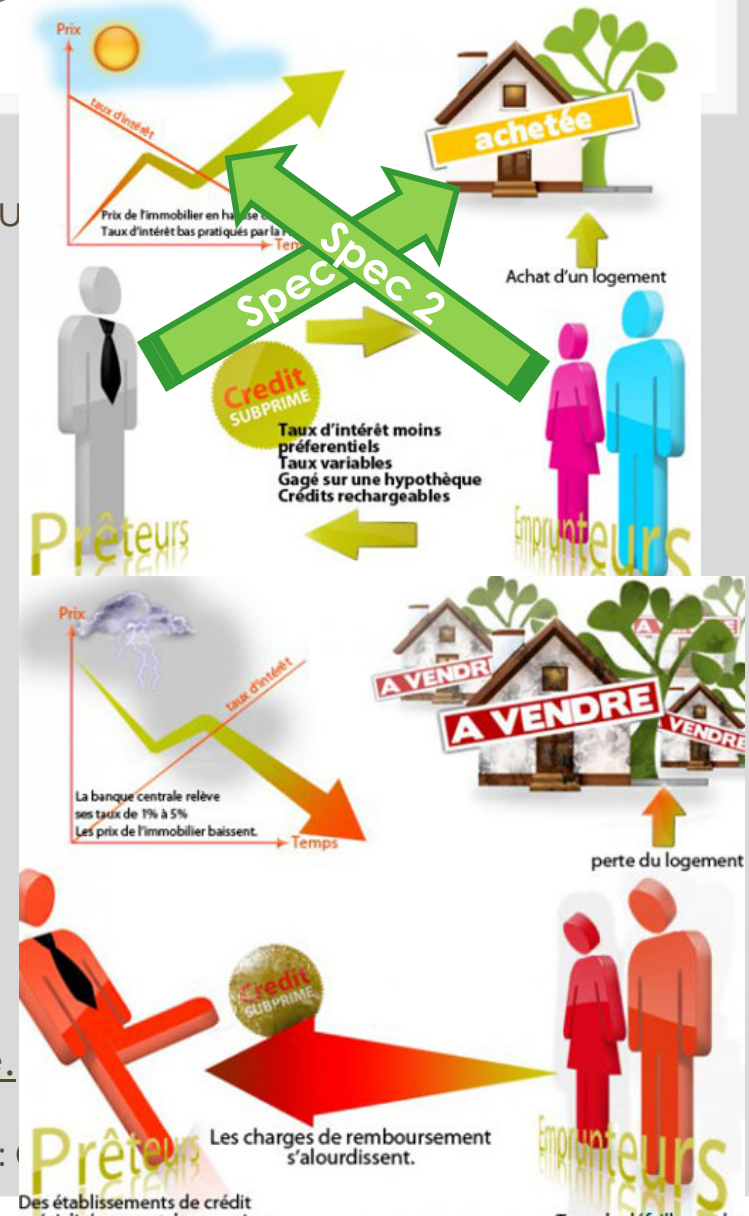 Prix
taux d'intérêt
Prix de l'immobilier en hausse
Taux d'intérêt bas pratiqués par la
Temps
achetée
Achat d'un logement
Spec
Spec 2
Credit
SUBPRIME
Taux d'intérêt moins
préferentiels
Taux variables
Gagé sur une hypothèque
Crédits rechargeables
Prêteurs
Emprunteurs
Prix
taux d'intérêt
La banque centrale relève
ses taux de 1% à 5%
Les prix de l'immobilier baissent.
Temps
A VENDRE
A VENDRE
A VENDRE
VENDRE
perte du logement
Credit
SUBPRIME
Les charges de remboursement
s'alourdissent.
Prêteurs
Emprunteurs
Des établissements de crédit